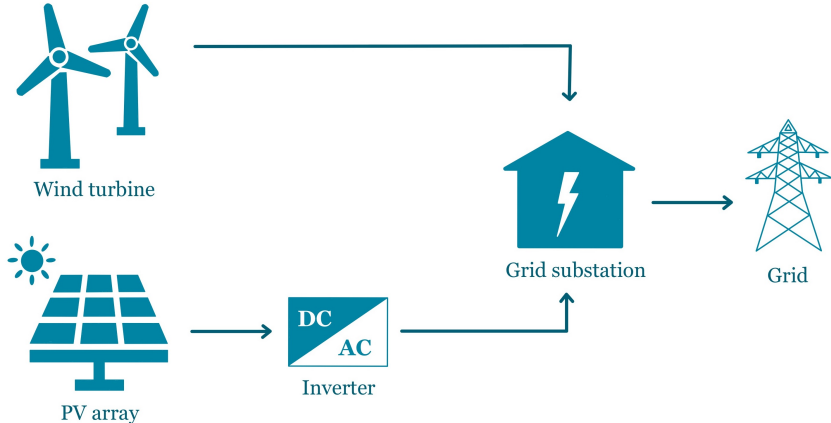 Wind turbine
Grid substation
Grid
DC
AC
Inverter
PV array